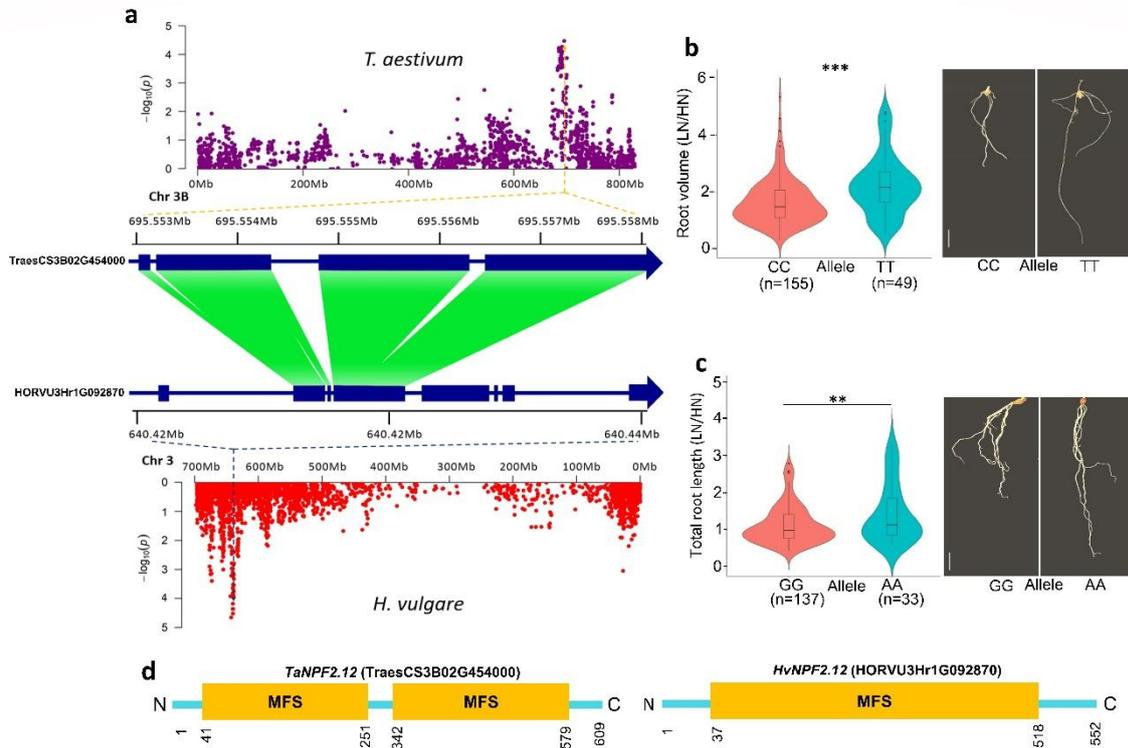 a
5
4
3
2
1
0
−log₁₀(p)
T. aestivum
0Mb 200Mb 400Mb 600Mb 800Mb
Chr 3B
695.553Mb 695.554Mb 695.555Mb 695.556Mb 695.557Mb 695.558Mb
TraesCS3B02G454000
HORVU3Hr1G092870
640.42Mb 640.42Mb 640.44Mb
Chr 3
700Mb 600Mb 500Mb 400Mb 300Mb 200Mb 100Mb 0Mb
0
1
2
3
4
5
−log₁₀(p)
H. vulgare
b
Root volume (LN/HN)
6
4
2
0
***
CC Allele TT
(n=155) (n=49)
CC Allele TT
c
Total root length (LN/HN)
5
4
3
2
1
0
**
GG Allele AA
(n=137) (n=33)
GG Allele AA
d
TaNPF2.12 (TraesCS3B02G454000)
N MFS MFS C
1 41 251 342 579 609
HvNPF2.12 (HORVU3Hr1G092870)
N MFS C
1 37 518 552